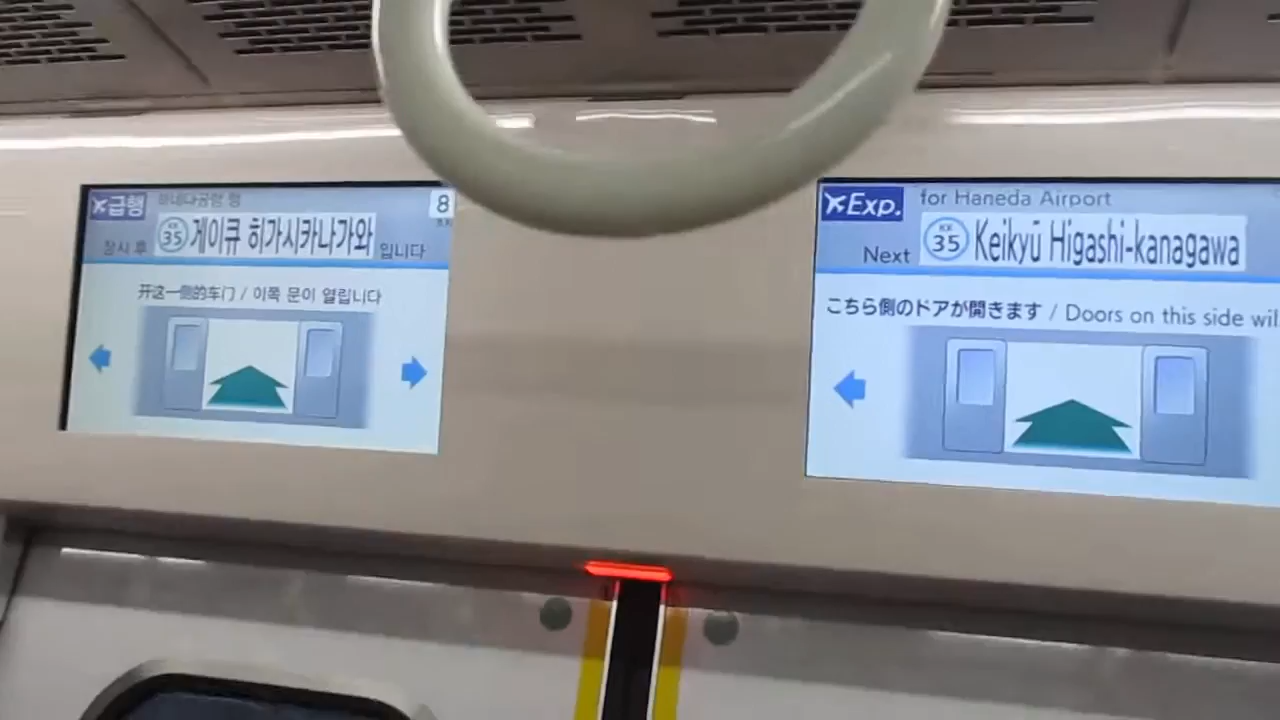 급행
하네다공항 행
8
잠시 후
KK
35
게이큐 히가시카나가와
입니다
开这一侧的车门 / 이쪽 문이 열립니다
Exp.
for Haneda Airport
Next
KK
35
Keikyū Higashi-kanagawa
こちら側のドアが開きます / Doors on this side wil